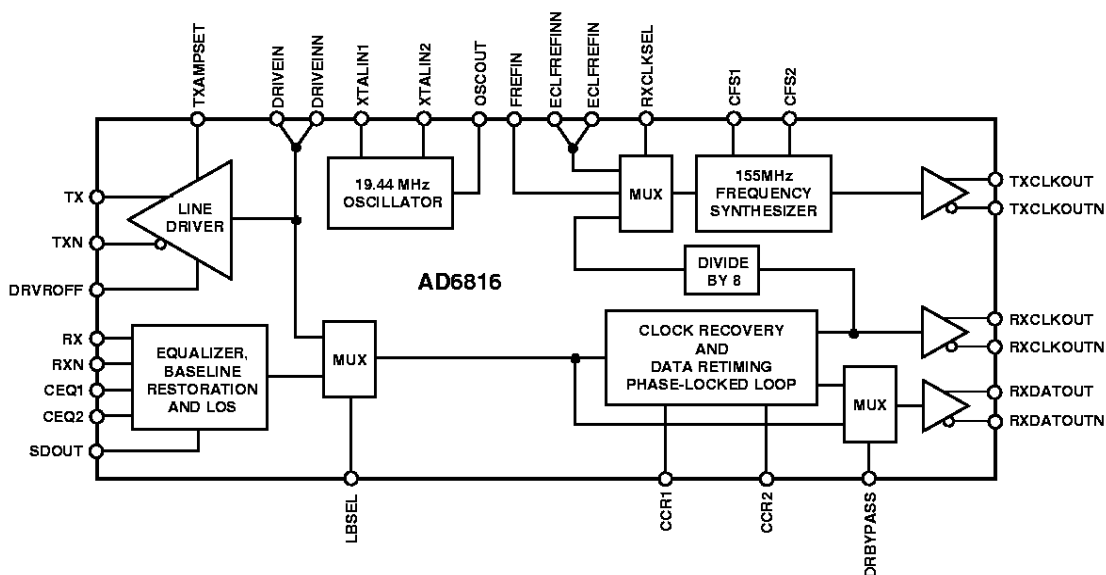 TXAMPSET
DRIVEIN
DRIVEINN
XTALIN1
XTALIN2
OSCOUT
FREFIN
ECLFREFINN
ECLFREFIN
RXCLKSEL
CFS1
CFS2
TX
TXN
DRVROFF
RX
RXN
CEQ1
CEQ2
SDOUT
LINE
DRIVER
19.44 MHz
OSCILLATOR
MUX
155MHz
FREQUENCY
SYNTHESIZER
TXCLKOUT
TXCLKOUTN
DIVIDE
BY 8
AD6816
EQUALIZER,
BASELINE
RESTORATION
AND LOS
MUX
CLOCK RECOVERY
AND
DATA RETIMING
PHASE-LOCKED LOOP
MUX
RXCLKOUT
RXCLKOUTN
RXDATOUT
RXDATOUTN
LBSEL
CCR1
CCR2
DRBYPASS